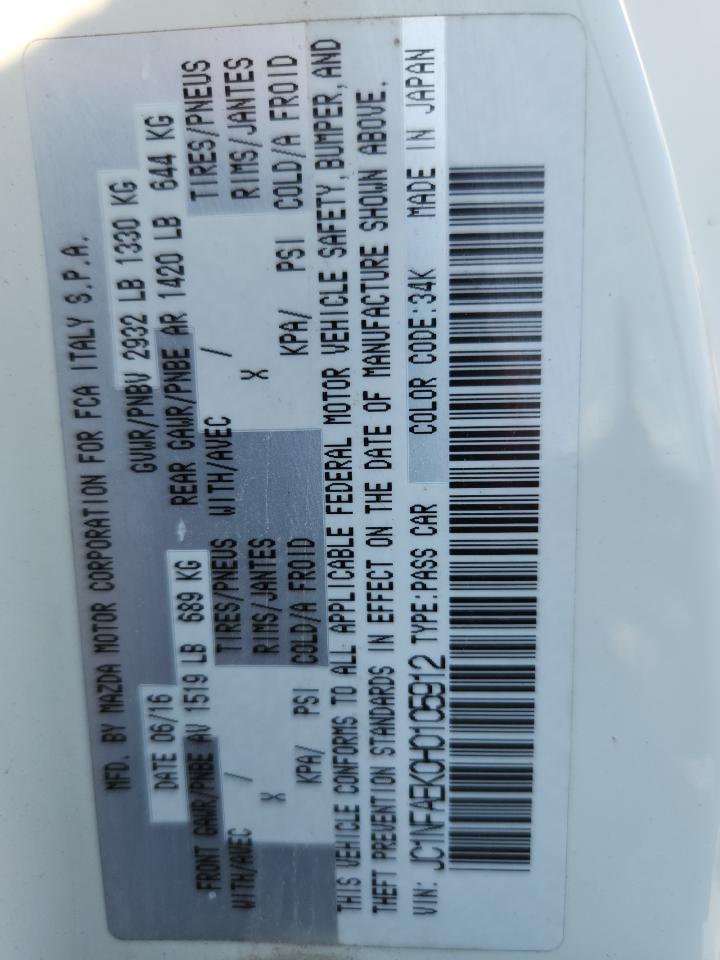 MFD. BY MAZDA MOTOR CORPORATION FOR FCA ITALY S.P.A.
DATE 06/16 GVWR/PNBV 2932 LB 1330 KG
FRONT GAWR/PNBE AV 1519 LB 689 KG REAR GAWR/PNBE AR 1420 LB 644 KG
WITH/AVEC / TIRES/PNEUS WITH/AVEC / TIRES/PNEUS
X RIMS/JANTES X RIMS/JANTES
KPA/ PSI COLD/A FROID KPA/ PSI COLD/A FROID
THIS VEHICLE CONFORMS TO ALL APPLICABLE FEDERAL MOTOR VEHICLE SAFETY, BUMPER, AND
THEFT PREVENTION STANDARDS IN EFFECT ON THE DATE OF MANUFACTURE SHOWN ABOVE.
VIN: JC1NFAEK0H0105912 TYPE:PASS CAR COLOR CODE:34K MADE IN JAPAN